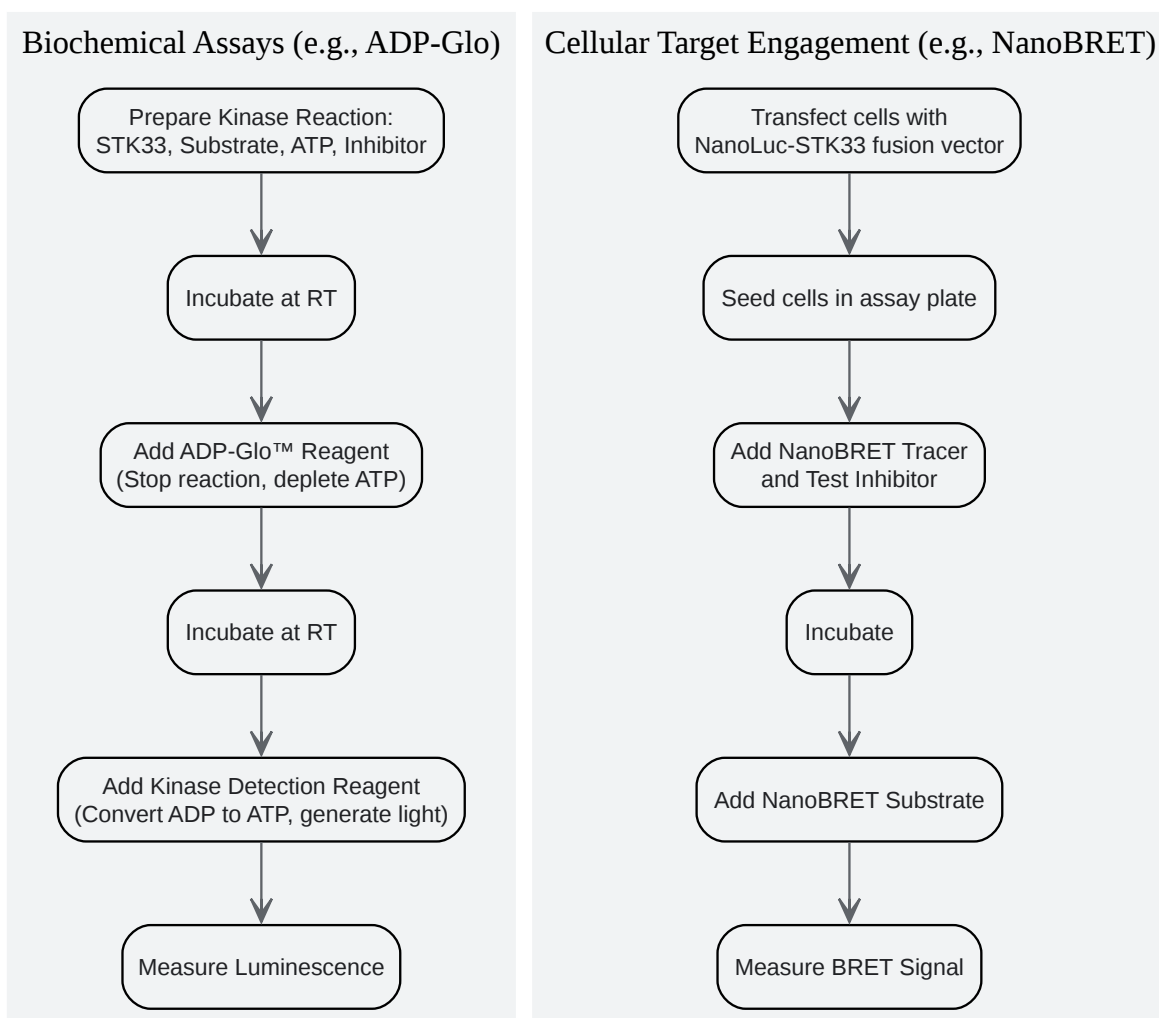 Biochemical Assays (e.g., ADP-Glo)
Prepare Kinase Reaction:
STK33, Substrate, ATP, Inhibitor
Incubate at RT
Add ADP-Glo™ Reagent
(Stop reaction, deplete ATP)
Incubate at RT
Add Kinase Detection Reagent
(Convert ADP to ATP, generate light)
Measure Luminescence
Cellular Target Engagement (e.g., NanoBRET)
Transfect cells with
NanoLuc-STK33 fusion vector
Seed cells in assay plate
Add NanoBRET Tracer
and Test Inhibitor
Incubate
Add NanoBRET Substrate
Measure BRET Signal